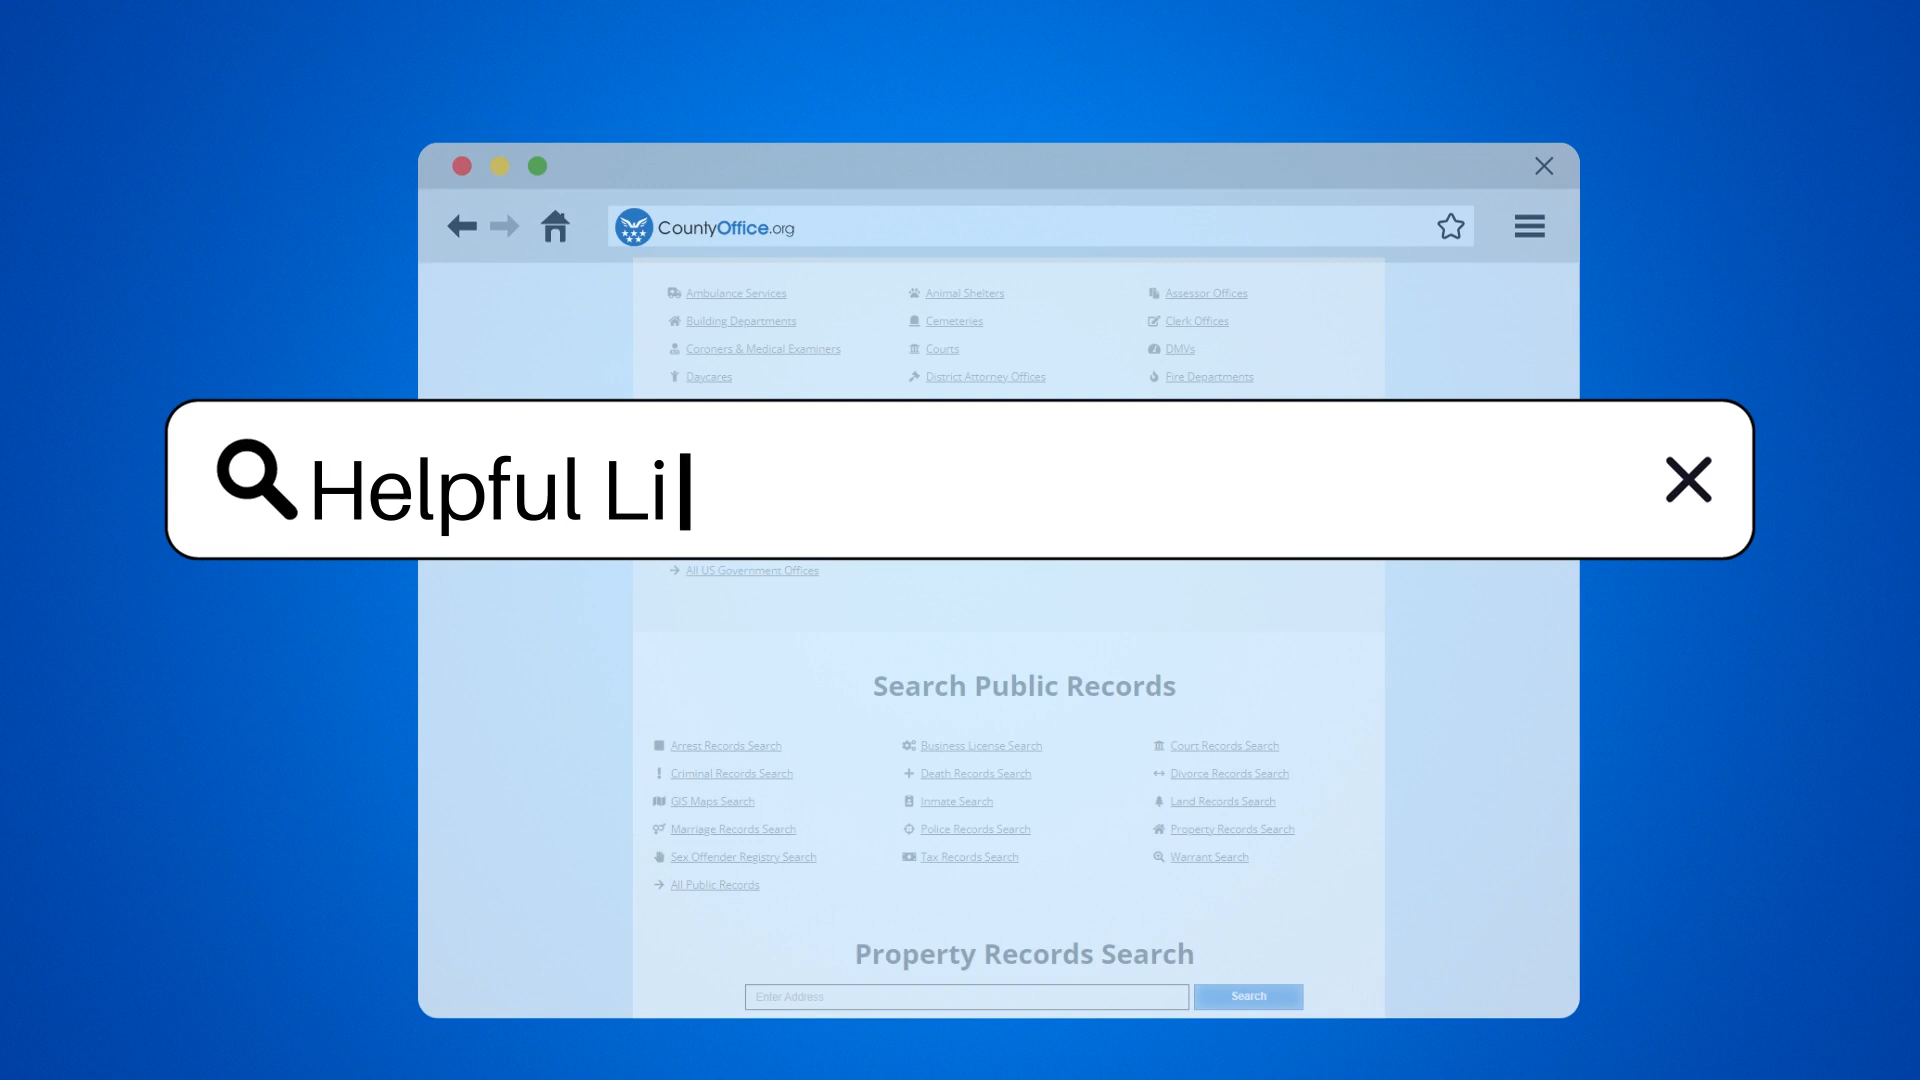 CountyOffice.org
Ambulance Services Animal Shelters Assessor Offices
Building Departments Cemeteries Clerk Offices
Coroners & Medical Examiners Courts DMVs
Daycares District Attorney Offices Fire Departments
Helpful Li
All US Government Offices
Search Public Records
Arrest Records Search Business License Search Court Records Search
Criminal Records Search Death Records Search Divorce Records Search
GIS Maps Search Inmate Search Land Records Search
Marriage Records Search Police Records Search Property Records Search
Sex Offender Registry Search Tax Records Search Warrant Search
All Public Records
Property Records Search
Enter Address Search